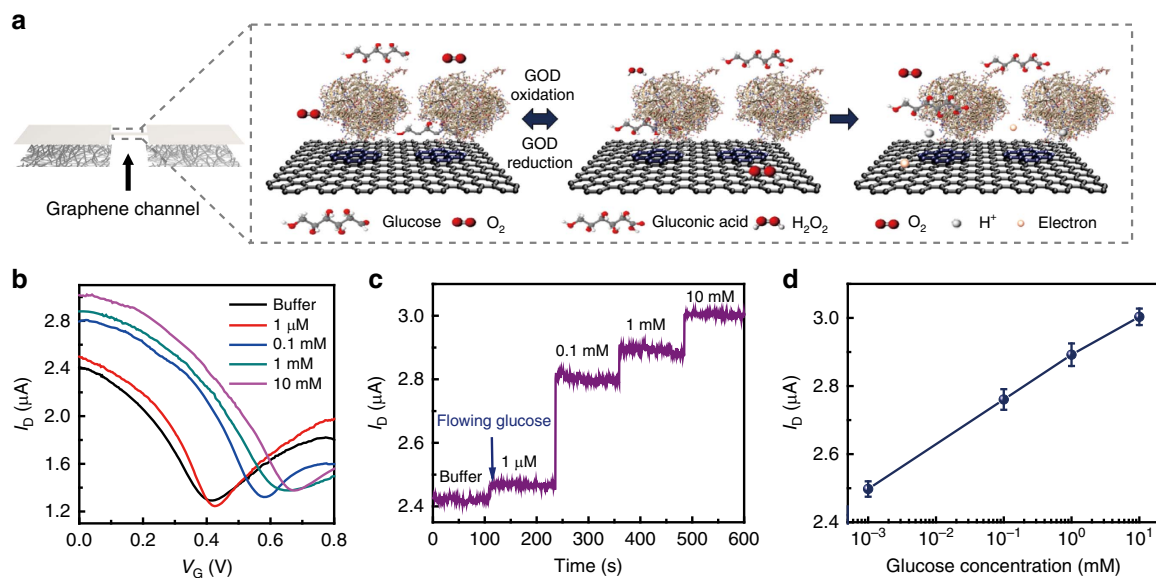 a
GOD
oxidation
GOD
reduction
Graphene channel
Glucose O₂ Gluconic acid H₂O₂ O₂ H⁺ Electron
b
Buffer
1 μM
0.1 mM
1 mM
10 mM
2.8
2.4
2.0
1.6
1.2
I_D (μA)
0.0 0.2 0.4 0.6 0.8
V_G (V)
c
10 mM
1 mM
0.1 mM
Flowing glucose
1 μM
Buffer
3.0
2.8
2.6
2.4
I_D (μA)
0 100 200 300 400 500 600
Time (s)
d
3.0
2.8
2.6
2.4
I_D (μA)
10⁻³ 10⁻² 10⁻¹ 10⁰ 10¹
Glucose concentration (mM)